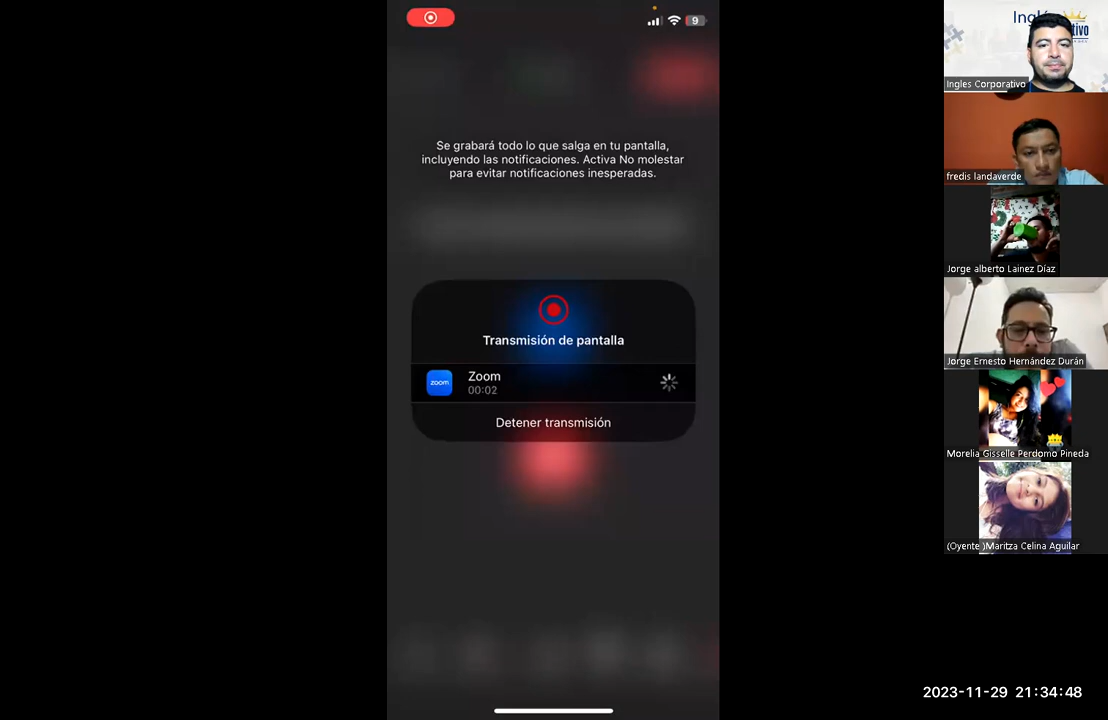 9
Se grabará todo lo que salga en tu pantalla,
incluyendo las notificaciones. Activa No molestar
para evitar notificaciones inesperadas.
Transmisión de pantalla
zoom
Zoom
00:02
Detener transmisión
Ingles Corporativo
fredis landaverde
Jorge alberto Lainez Díaz
Jorge Ernesto Hernández Durán
Morelia Gisselle Perdomo Pineda
(Oyente )Maritza Celina Aguilar
2023-11-29 21:34:48